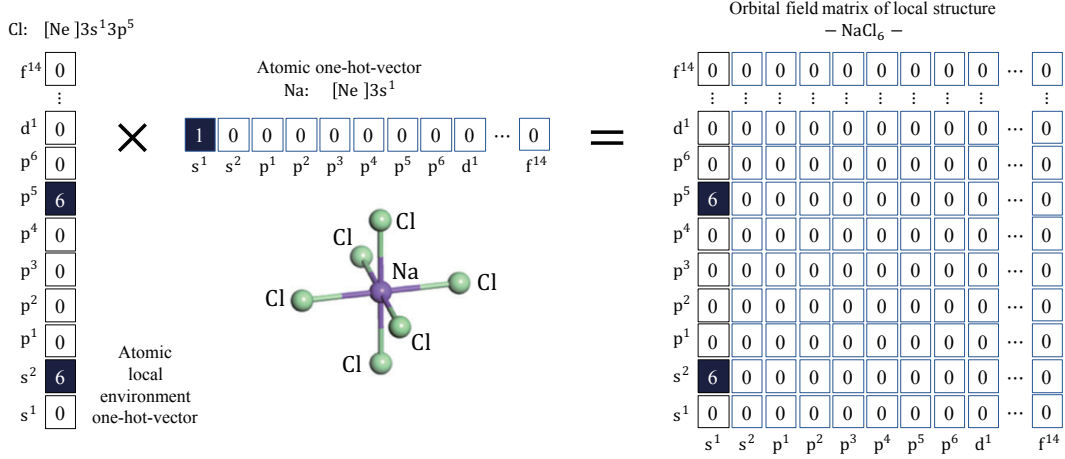 Cl: [Ne ]3s¹3p⁵
f¹⁴ 0
⋮
d¹ 0
p⁶ 0
p⁵ 6
p⁴ 0
p³ 0
p² 0
p¹ 0
s² 6
s¹ 0
Atomic
local
environment
one-hot-vector
×
Atomic one-hot-vector
Na: [Ne ]3s¹
1 0 0 0 0 0 0 0 0 ⋯ 0
s¹ s² p¹ p² p³ p⁴ p⁵ p⁶ d¹ f¹⁴
Cl
Cl
Na
Cl
Cl
Cl
Cl
=
Orbital field matrix of local structure
− NaCl₆ −
f¹⁴ 0 0 0 0 0 0 0 0 0 ⋯ 0
⋮ ⋮ ⋮ ⋮ ⋮ ⋮ ⋮ ⋮ ⋮ ⋮
d¹ 0 0 0 0 0 0 0 0 0 ⋯ 0
p⁶ 0 0 0 0 0 0 0 0 0 ⋯ 0
p⁵ 6 0 0 0 0 0 0 0 0 ⋯ 0
p⁴ 0 0 0 0 0 0 0 0 0 ⋯ 0
p³ 0 0 0 0 0 0 0 0 0 ⋯ 0
p² 0 0 0 0 0 0 0 0 0 ⋯ 0
p¹ 0 0 0 0 0 0 0 0 0 ⋯ 0
s² 6 0 0 0 0 0 0 0 0 ⋯ 0
s¹ 0 0 0 0 0 0 0 0 0 ⋯ 0
s¹ s² p¹ p² p³ p⁴ p⁵ p⁶ d¹ f¹⁴